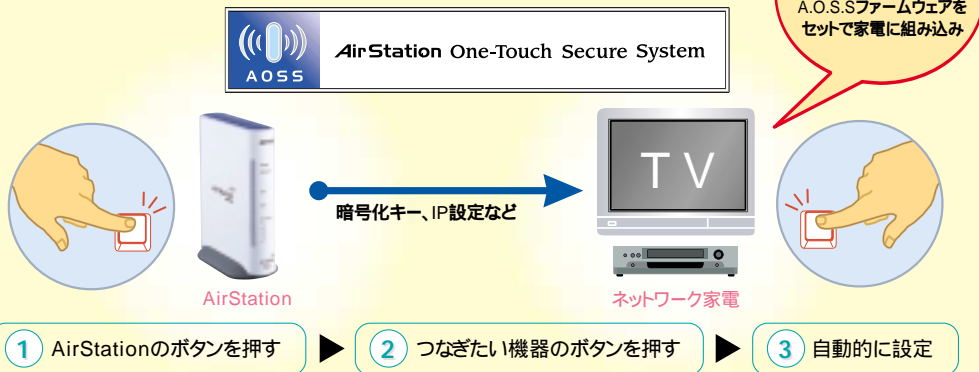 A.O.S.Sファームウェアを
セットで家電に組み込み
AOSS
AirStation One-Touch Secure System
TV
暗号化キー、IP設定など
AirStation
ネットワーク家電
1 AirStationのボタンを押す
2 つなぎたい機器のボタンを押す
3 自動的に設定